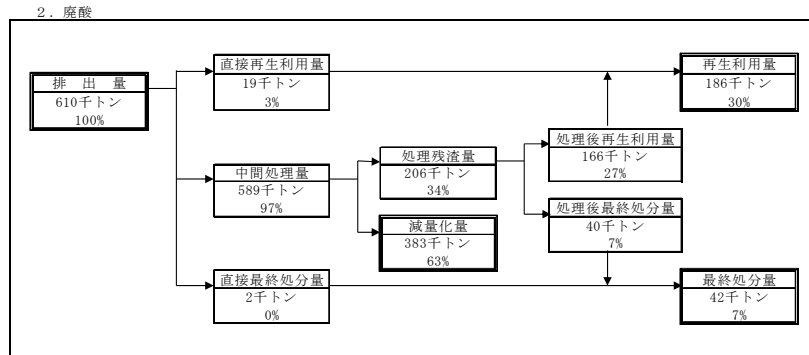 2．廃酸
排出量
610千トン
100%
直接再生利用量
19千トン
3%
再生利用量
186千トン
30%
中間処理量
589千トン
97%
処理残渣量
206千トン
34%
処理後再生利用量
166千トン
27%
減量化量
383千トン
63%
処理後最終処分量
40千トン
7%
直接最終処分量
2千トン
0%
最終処分量
42千トン
7%